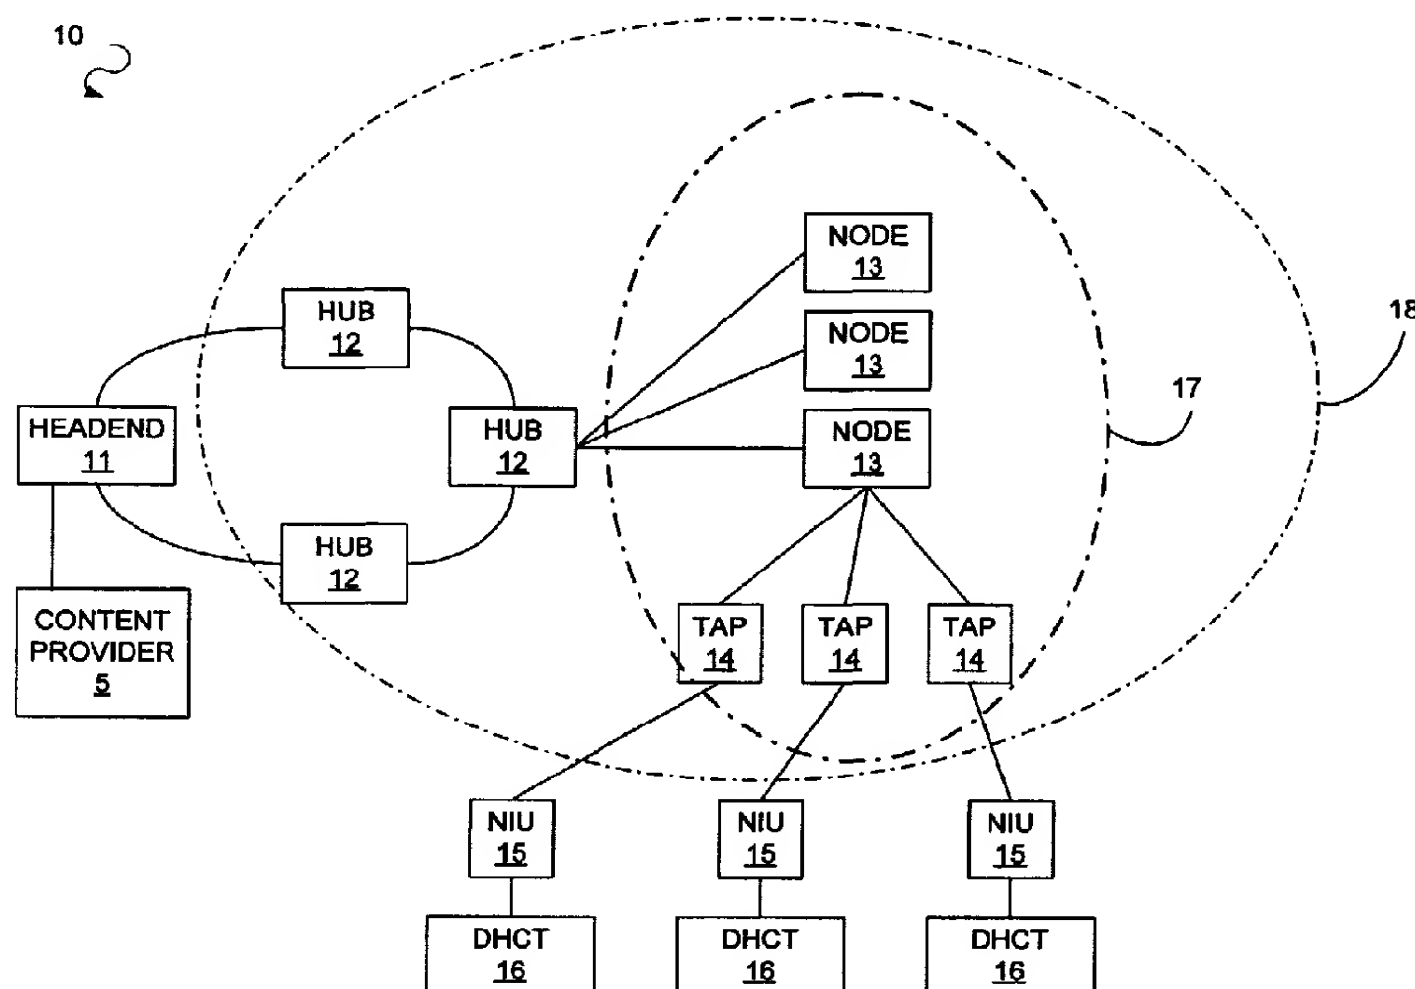 10
NODE
13
HUB
12
NODE
13
18
17
HEADEND
11
HUB
12
NODE
13
HUB
12
CONTENT
PROVIDER
5
TAP
14
TAP
14
TAP
14
NIU
15
NIU
15
NIU
15
DHCT
16
DHCT
16
DHCT
16